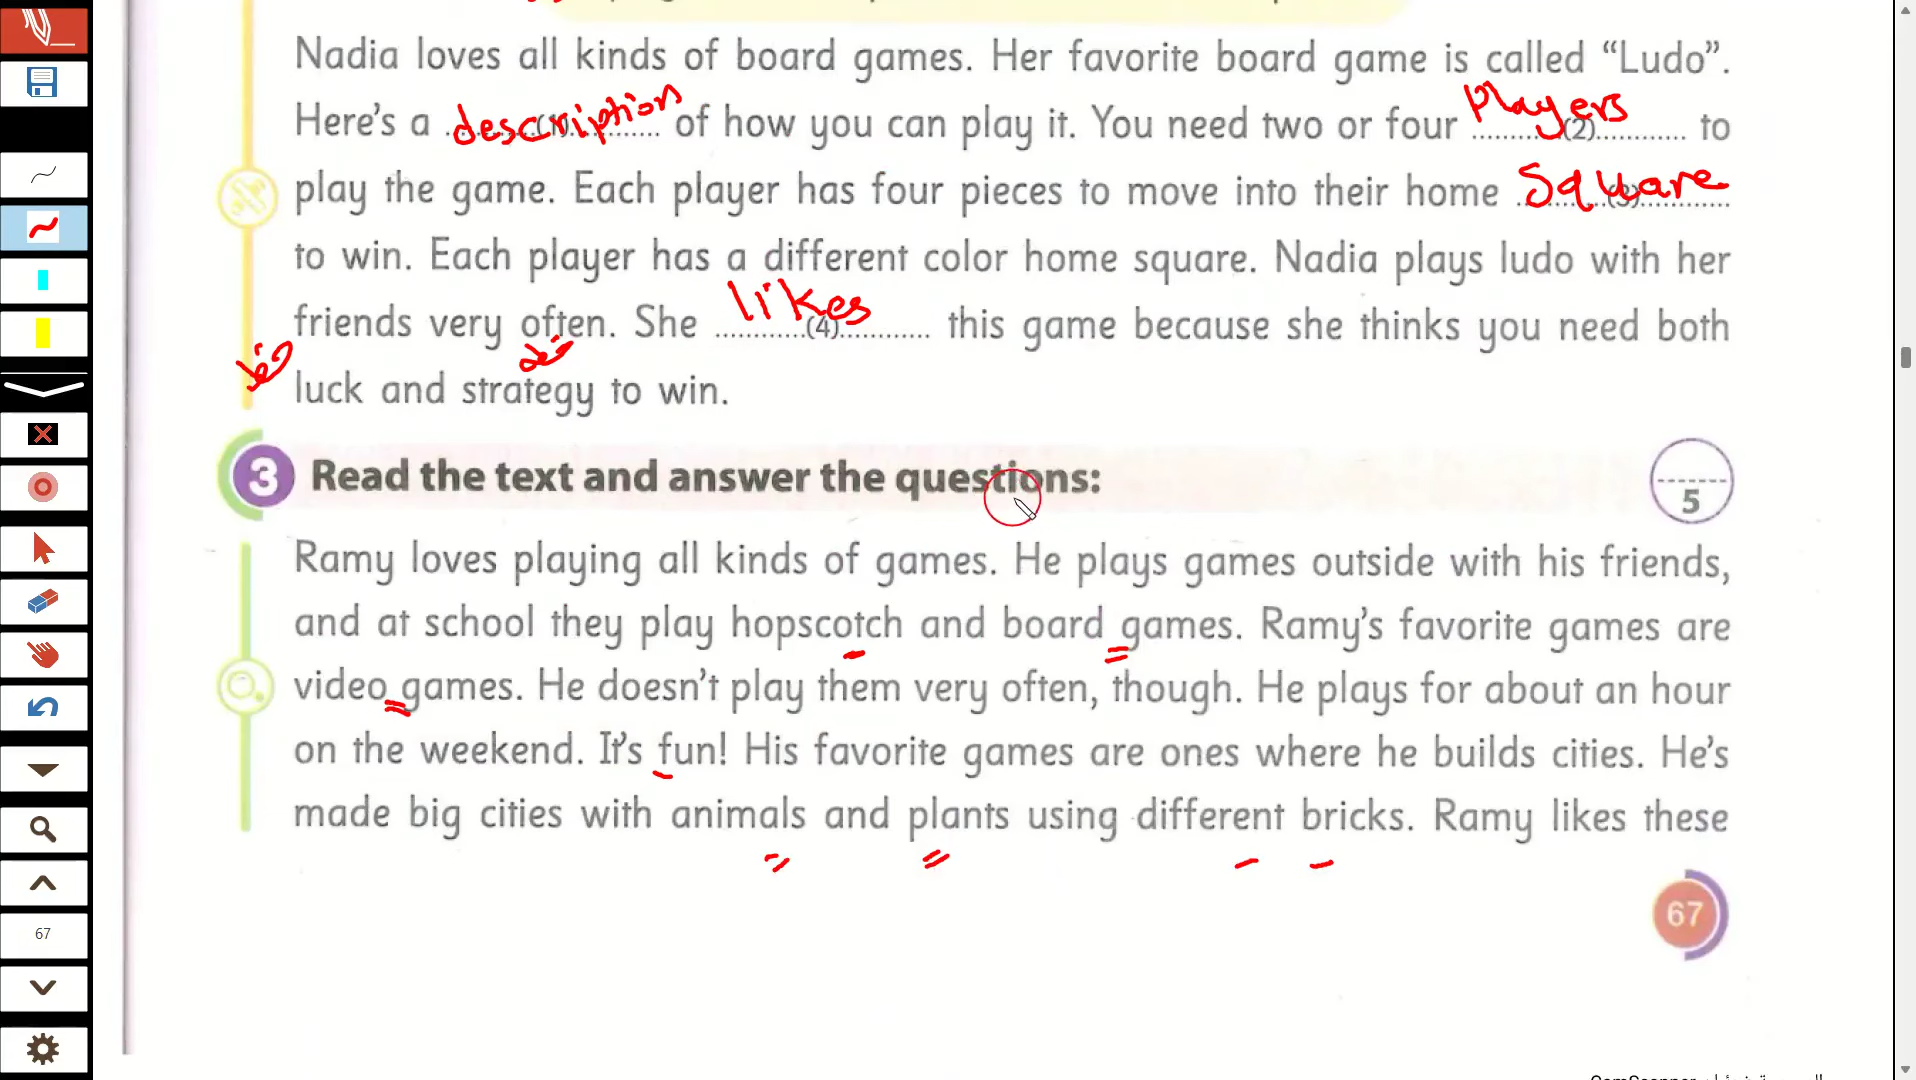 Nadia loves all kinds of board games. Her favorite board game is called “Ludo”.
Here's a description (1) of how you can play it. You need two or four players (2) to
play the game. Each player has four pieces to move into their home square (3)
to win. Each player has a different color home square. Nadia plays ludo with her
friends very often. She likes (4) this game because she thinks you need both
luck and strategy to win.
3 Read the text and answer the questions:
5
Ramy loves playing all kinds of games. He plays games outside with his friends,
and at school they play hopscotch and board games. Ramy's favorite games are
video games. He doesn't play them very often, though. He plays for about an hour
on the weekend. It's fun! His favorite games are ones where he builds cities. He's
made big cities with animals and plants using different bricks. Ramy likes these
67
67